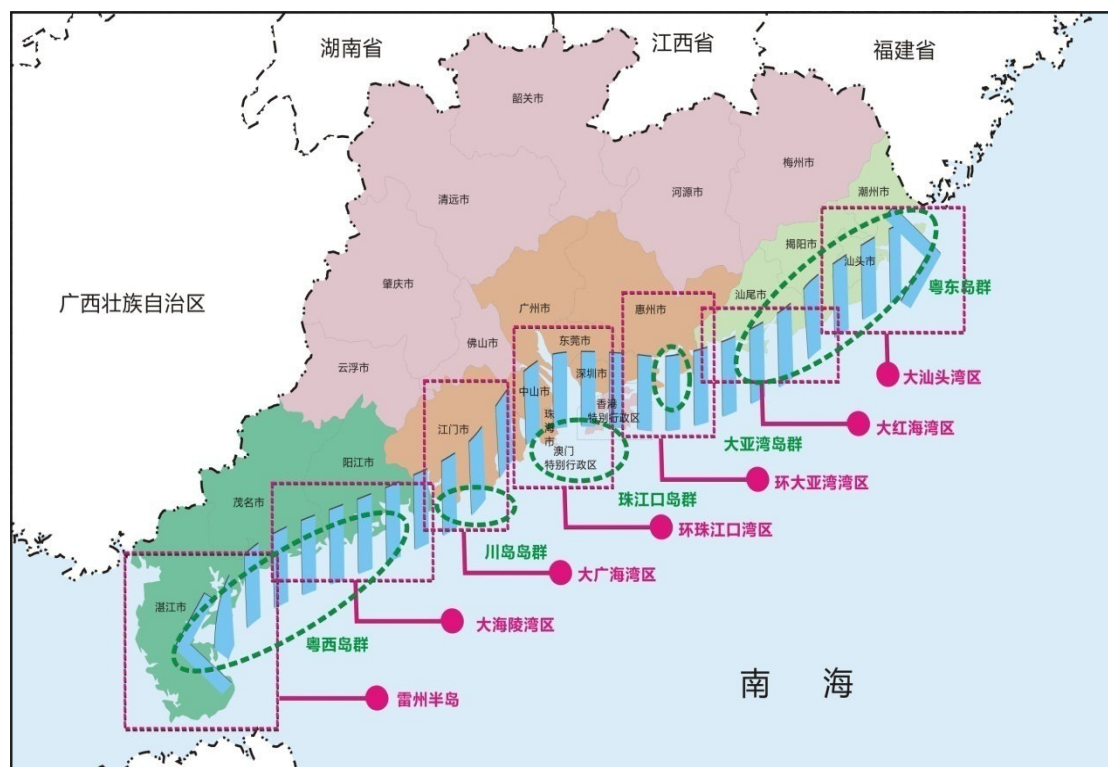 湖南省
江西省
福建省
韶关市
梅州市
河源市
潮州市
清远市
揭阳市
汕头市
广西壮族自治区
肇庆市
汕尾市
粤东岛群
广州市
惠州市
佛山市
东莞市
云浮市
深圳市
大汕头湾区
中山市
香港
特别行政区
珠海市
江门市
大红海湾区
大亚湾岛群
澳门
特别行政区
阳江市
环大亚湾湾区
茂名市
珠江口岛群
环珠江口湾区
川岛岛群
大广海湾区
湛江市
大海陵湾区
粤西岛群
南海
雷州半岛